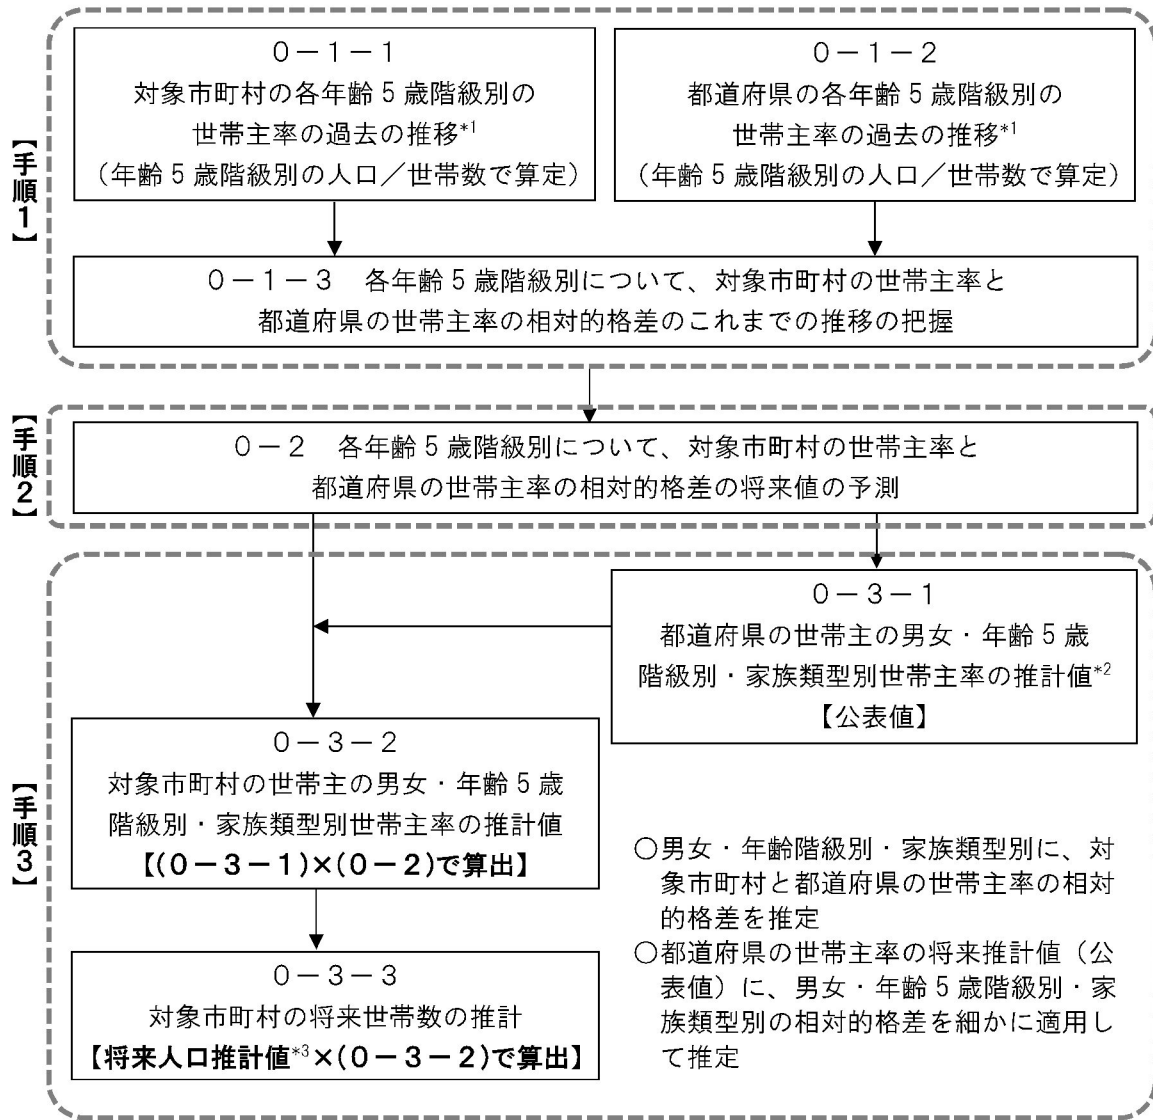 【手順1】
０－１－１
対象市町村の各年齢５歳階級別の
世帯主率の過去の推移*1
（年齢５歳階級別の人口／世帯数で算定）
０－１－２
都道府県の各年齢５歳階級別の
世帯主率の過去の推移*1
（年齢５歳階級別の人口／世帯数で算定）
０－１－３　各年齢５歳階級別について、対象市町村の世帯主率と
都道府県の世帯主率の相対的格差のこれまでの推移の把握
【手順2】
０－２　各年齢５歳階級別について、対象市町村の世帯主率と
都道府県の世帯主率の相対的格差の将来値の予測
【手順3】
０－３－１
都道府県の世帯主の男女・年齢５歳
階級別・家族類型別世帯主率の推計値*2
【公表値】
０－３－２
対象市町村の世帯主の男女・年齢５歳
階級別・家族類型別世帯主率の推計値
【(０－３－１)×(０－２)で算出】
０－３－３
対象市町村の将来世帯数の推計
【将来人口推計値*3×(０－３－２)で算出】
○男女・年齢階級別・家族類型別に、対
象市町村と都道府県の世帯主率の相対
的格差を推定
○都道府県の世帯主率の将来推計値（公
表値）に、男女・年齢５歳階級別・家
族類型別の相対的格差を細かに適用し
て推定